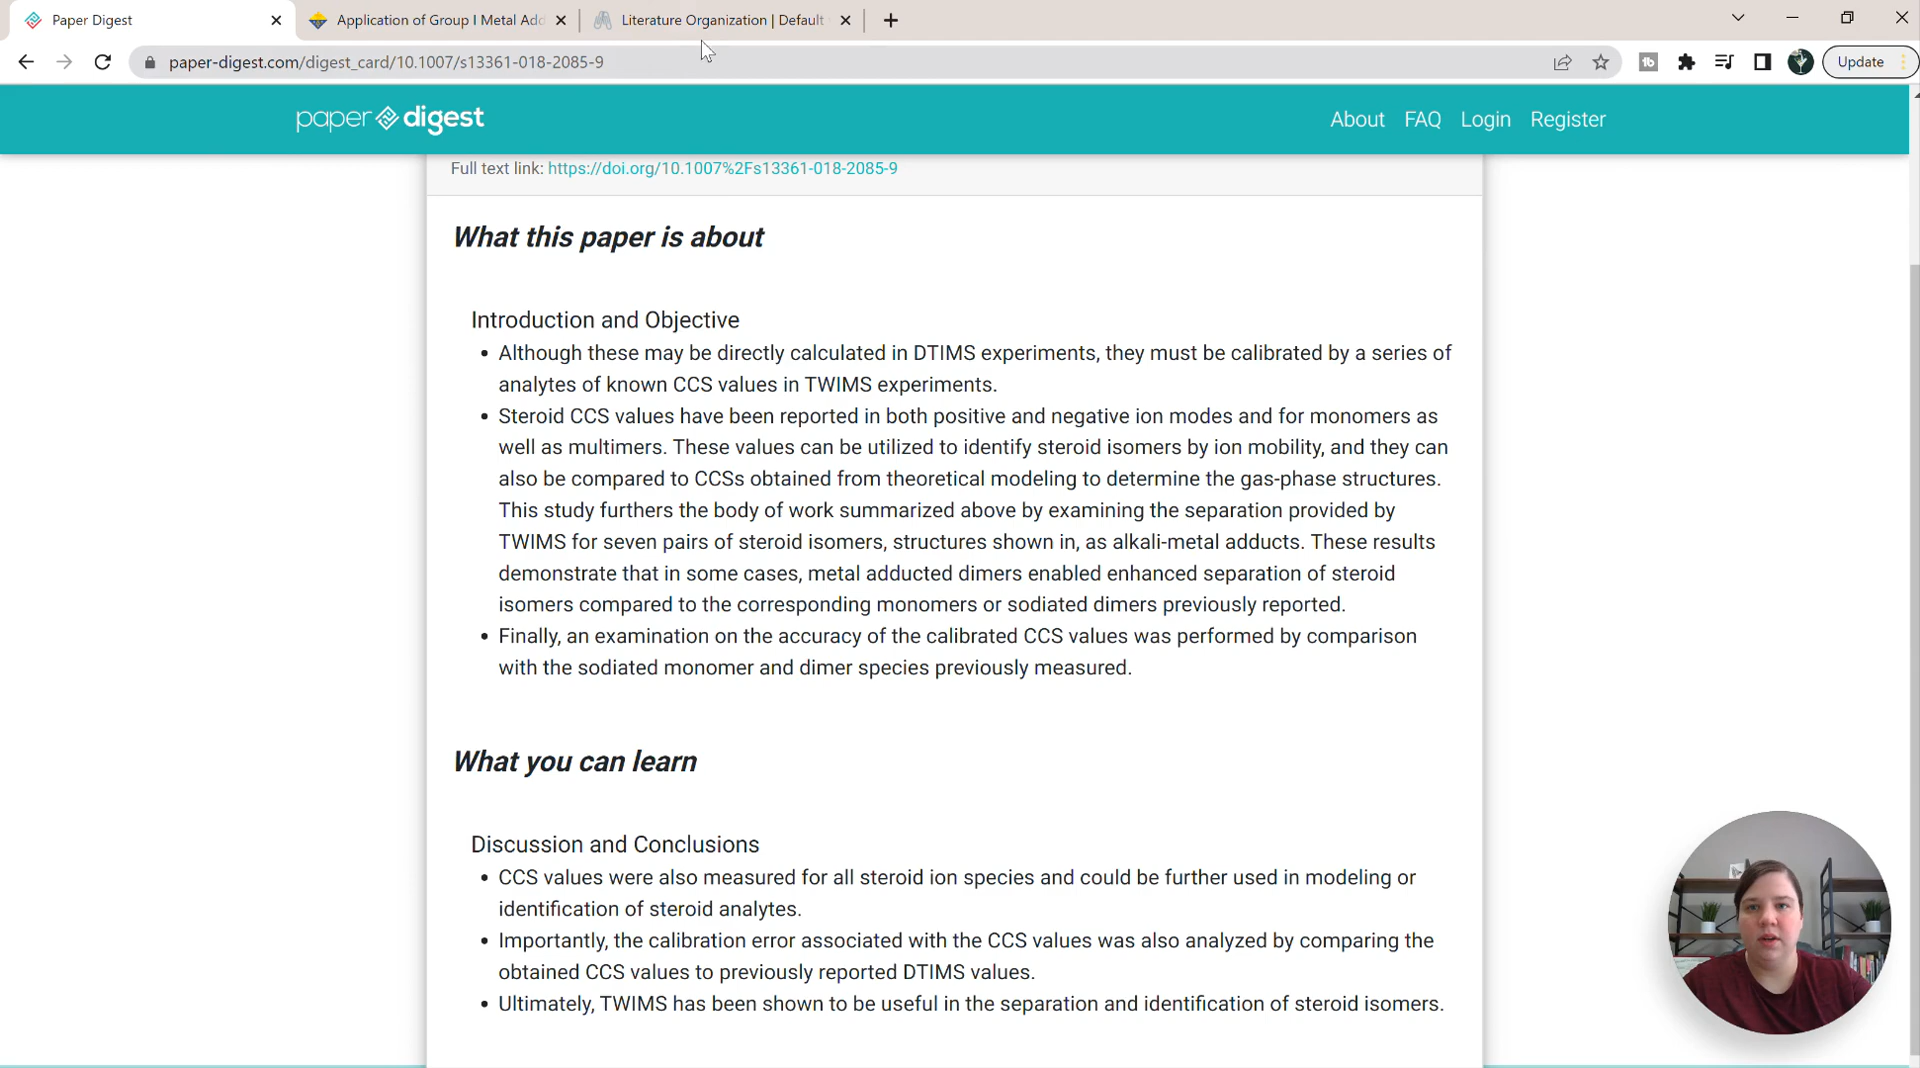 Paper Digest
Application of Group I Metal Add
Literature Organization | Default
paper-digest.com/digest_card/10.1007/s13361-018-2085-9
Update
paper digest
About FAQ Login Register
Full text link: https://doi.org/10.1007%2Fs13361-018-2085-9
What this paper is about
Introduction and Objective
• Although these may be directly calculated in DTIMS experiments, they must be calibrated by a series of
analytes of known CCS values in TWIMS experiments.
• Steroid CCS values have been reported in both positive and negative ion modes and for monomers as
well as multimers. These values can be utilized to identify steroid isomers by ion mobility, and they can
also be compared to CCSs obtained from theoretical modeling to determine the gas-phase structures.
This study furthers the body of work summarized above by examining the separation provided by
TWIMS for seven pairs of steroid isomers, structures shown in, as alkali-metal adducts. These results
demonstrate that in some cases, metal adducted dimers enabled enhanced separation of steroid
isomers compared to the corresponding monomers or sodiated dimers previously reported.
• Finally, an examination on the accuracy of the calibrated CCS values was performed by comparison
with the sodiated monomer and dimer species previously measured.
What you can learn
Discussion and Conclusions
• CCS values were also measured for all steroid ion species and could be further used in modeling or
identification of steroid analytes.
• Importantly, the calibration error associated with the CCS values was also analyzed by comparing the
obtained CCS values to previously reported DTIMS values.
• Ultimately, TWIMS has been shown to be useful in the separation and identification of steroid isomers.